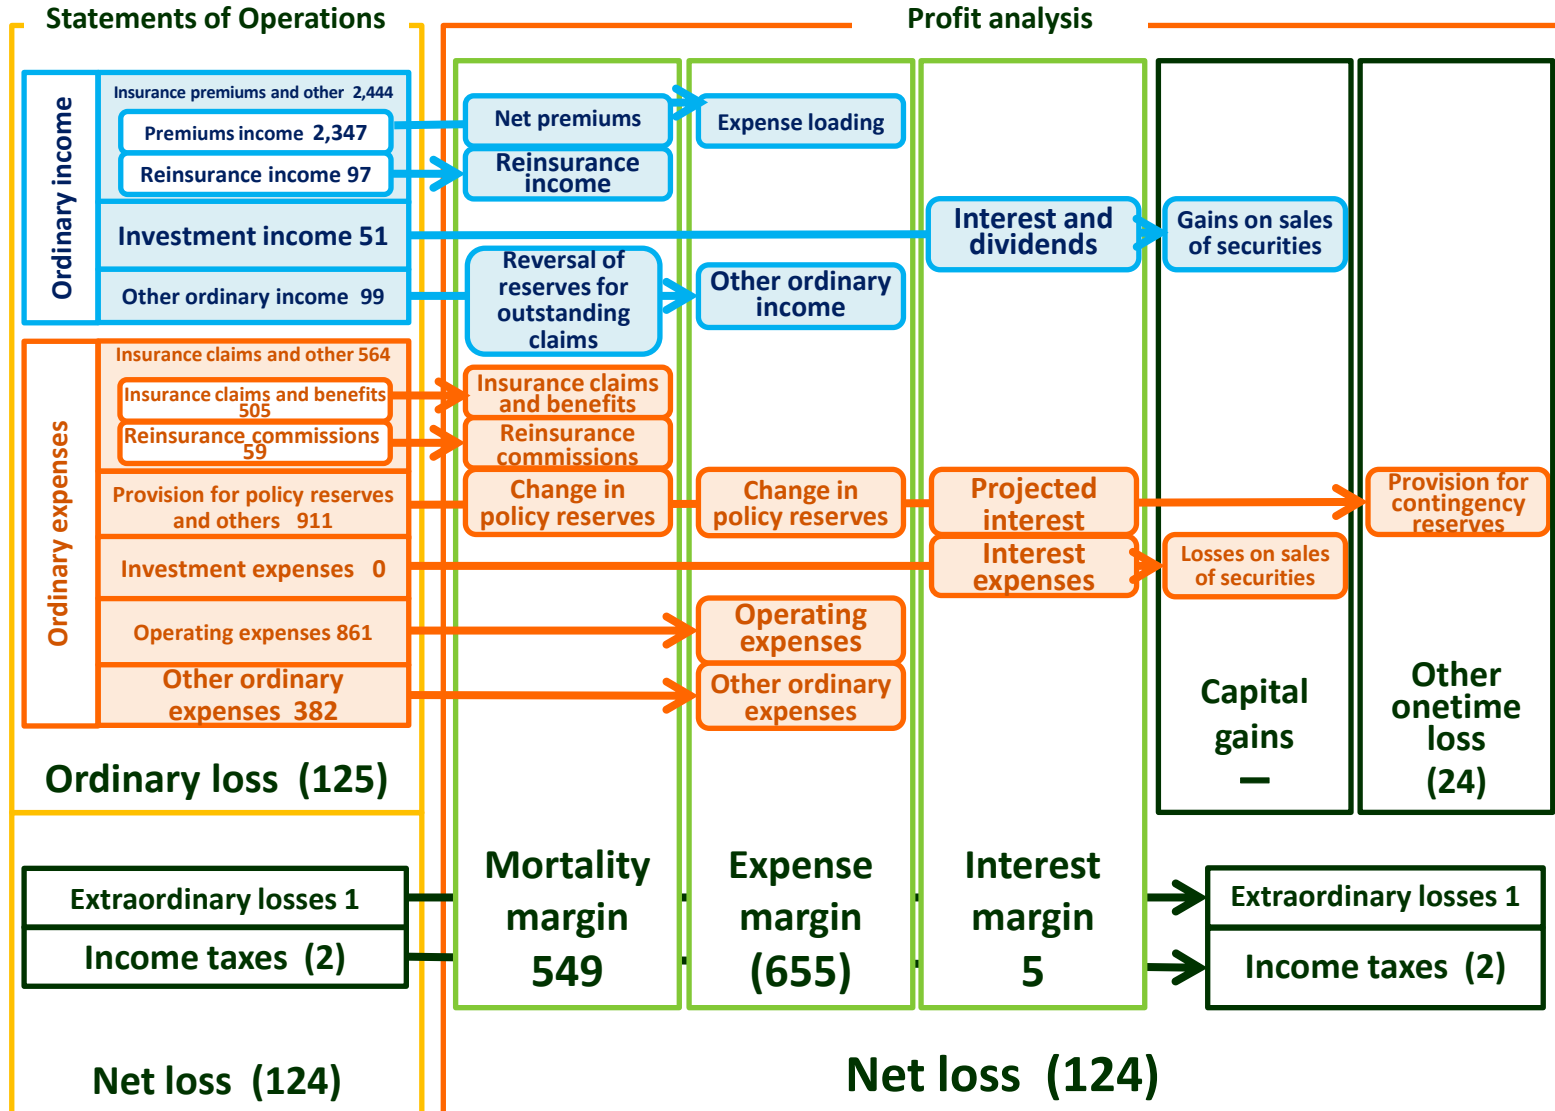 Statements of Operations
Profit analysis
Ordinary income
Insurance premiums and other 2,444
Premiums income 2,347
Reinsurance income 97
Investment income 51
Other ordinary income 99
Net premiums
Expense loading
Reinsurance
income
Interest and
dividends
Gains on sales
of securities
Reversal of
reserves for
outstanding
claims
Other ordinary
income
Ordinary expenses
Insurance claims and other 564
Insurance claims and benefits
505
Reinsurance commissions
59
Provision for policy reserves
and others 911
Investment expenses 0
Operating expenses 861
Other ordinary
expenses 382
Insurance claims
and benefits
Reinsurance
commissions
Change in
policy reserves
Change in
policy reserves
Projected
interest
Provision for
contingency
reserves
Interest
expenses
Losses on sales
of securities
Operating
expenses
Other ordinary
expenses
Ordinary loss (125)
Capital
gains
–
Other
onetime
loss
(24)
Extraordinary losses 1
Income taxes (2)
Mortality
margin
549
Expense
margin
(655)
Interest
margin
5
Extraordinary losses 1
Income taxes (2)
Net loss (124)
Net loss (124)